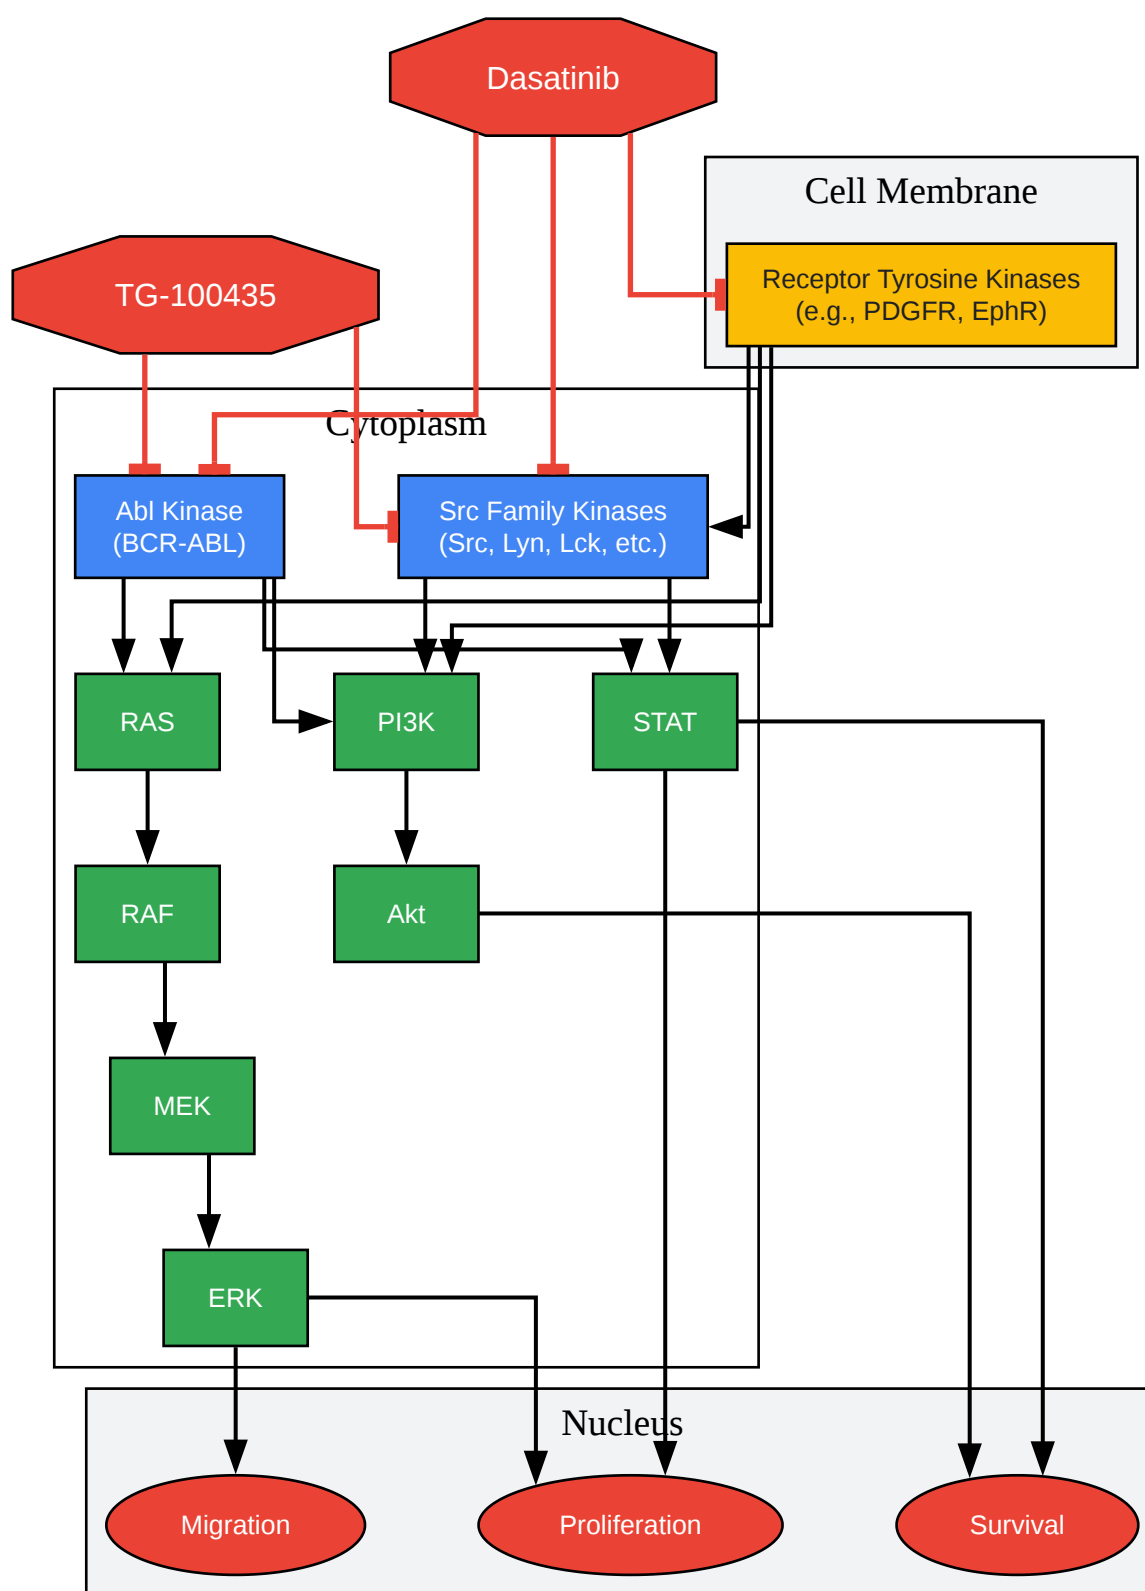 Dasatinib
Cell Membrane
Receptor Tyrosine Kinases
(e.g., PDGFR, EphR)
TG-100435
Cytoplasm
Abl Kinase
(BCR-ABL)
Src Family Kinases
(Src, Lyn, Lck, etc.)
RAS
PI3K
STAT
RAF
Akt
MEK
ERK
Nucleus
Migration
Proliferation
Survival